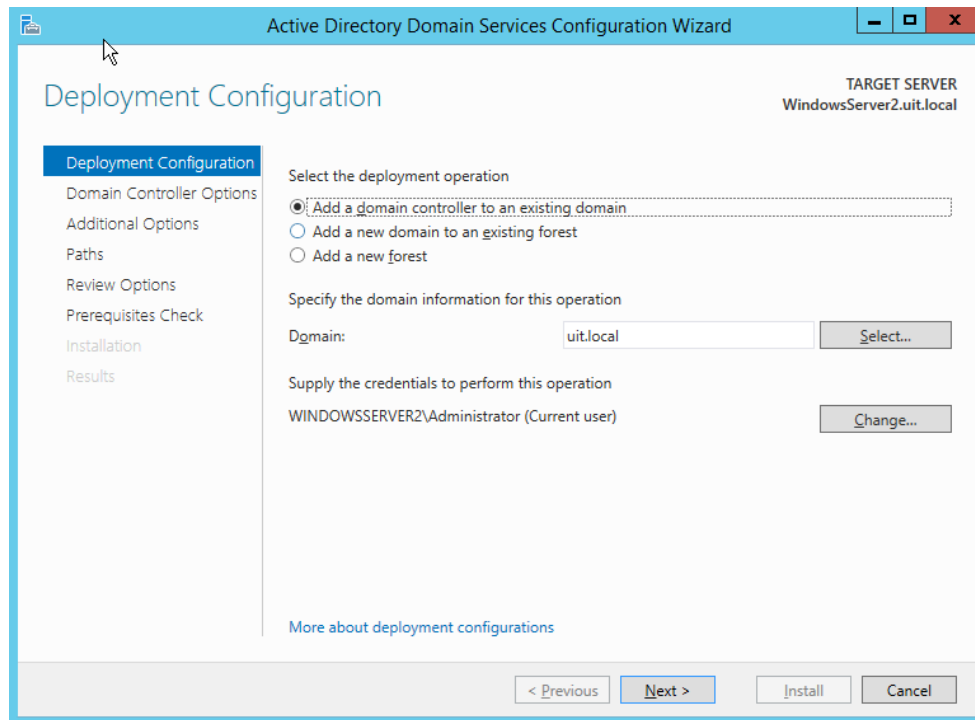 Active Directory Domain Services Configuration Wizard
Deployment Configuration
TARGET SERVER
WindowsServer2.uit.local
Deployment Configuration
Domain Controller Options
Additional Options
Paths
Review Options
Prerequisites Check
Installation
Results
Select the deployment operation
Add a domain controller to an existing domain
Add a new domain to an existing forest
Add a new forest
Specify the domain information for this operation
Domain: uit.local Select...
Supply the credentials to perform this operation
WINDOWSSERVER2\Administrator (Current user) Change...
More about deployment configurations
< Previous Next > Install Cancel